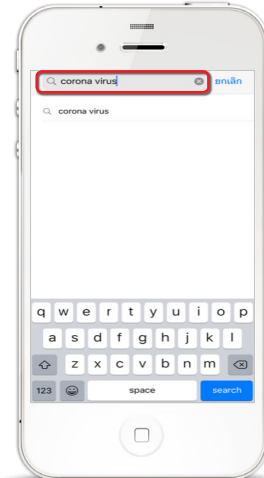 corona virus ยกเลิก
corona virus
q w e r t y u i o p
a s d f g h j k l
z x c v b n m
123 space search